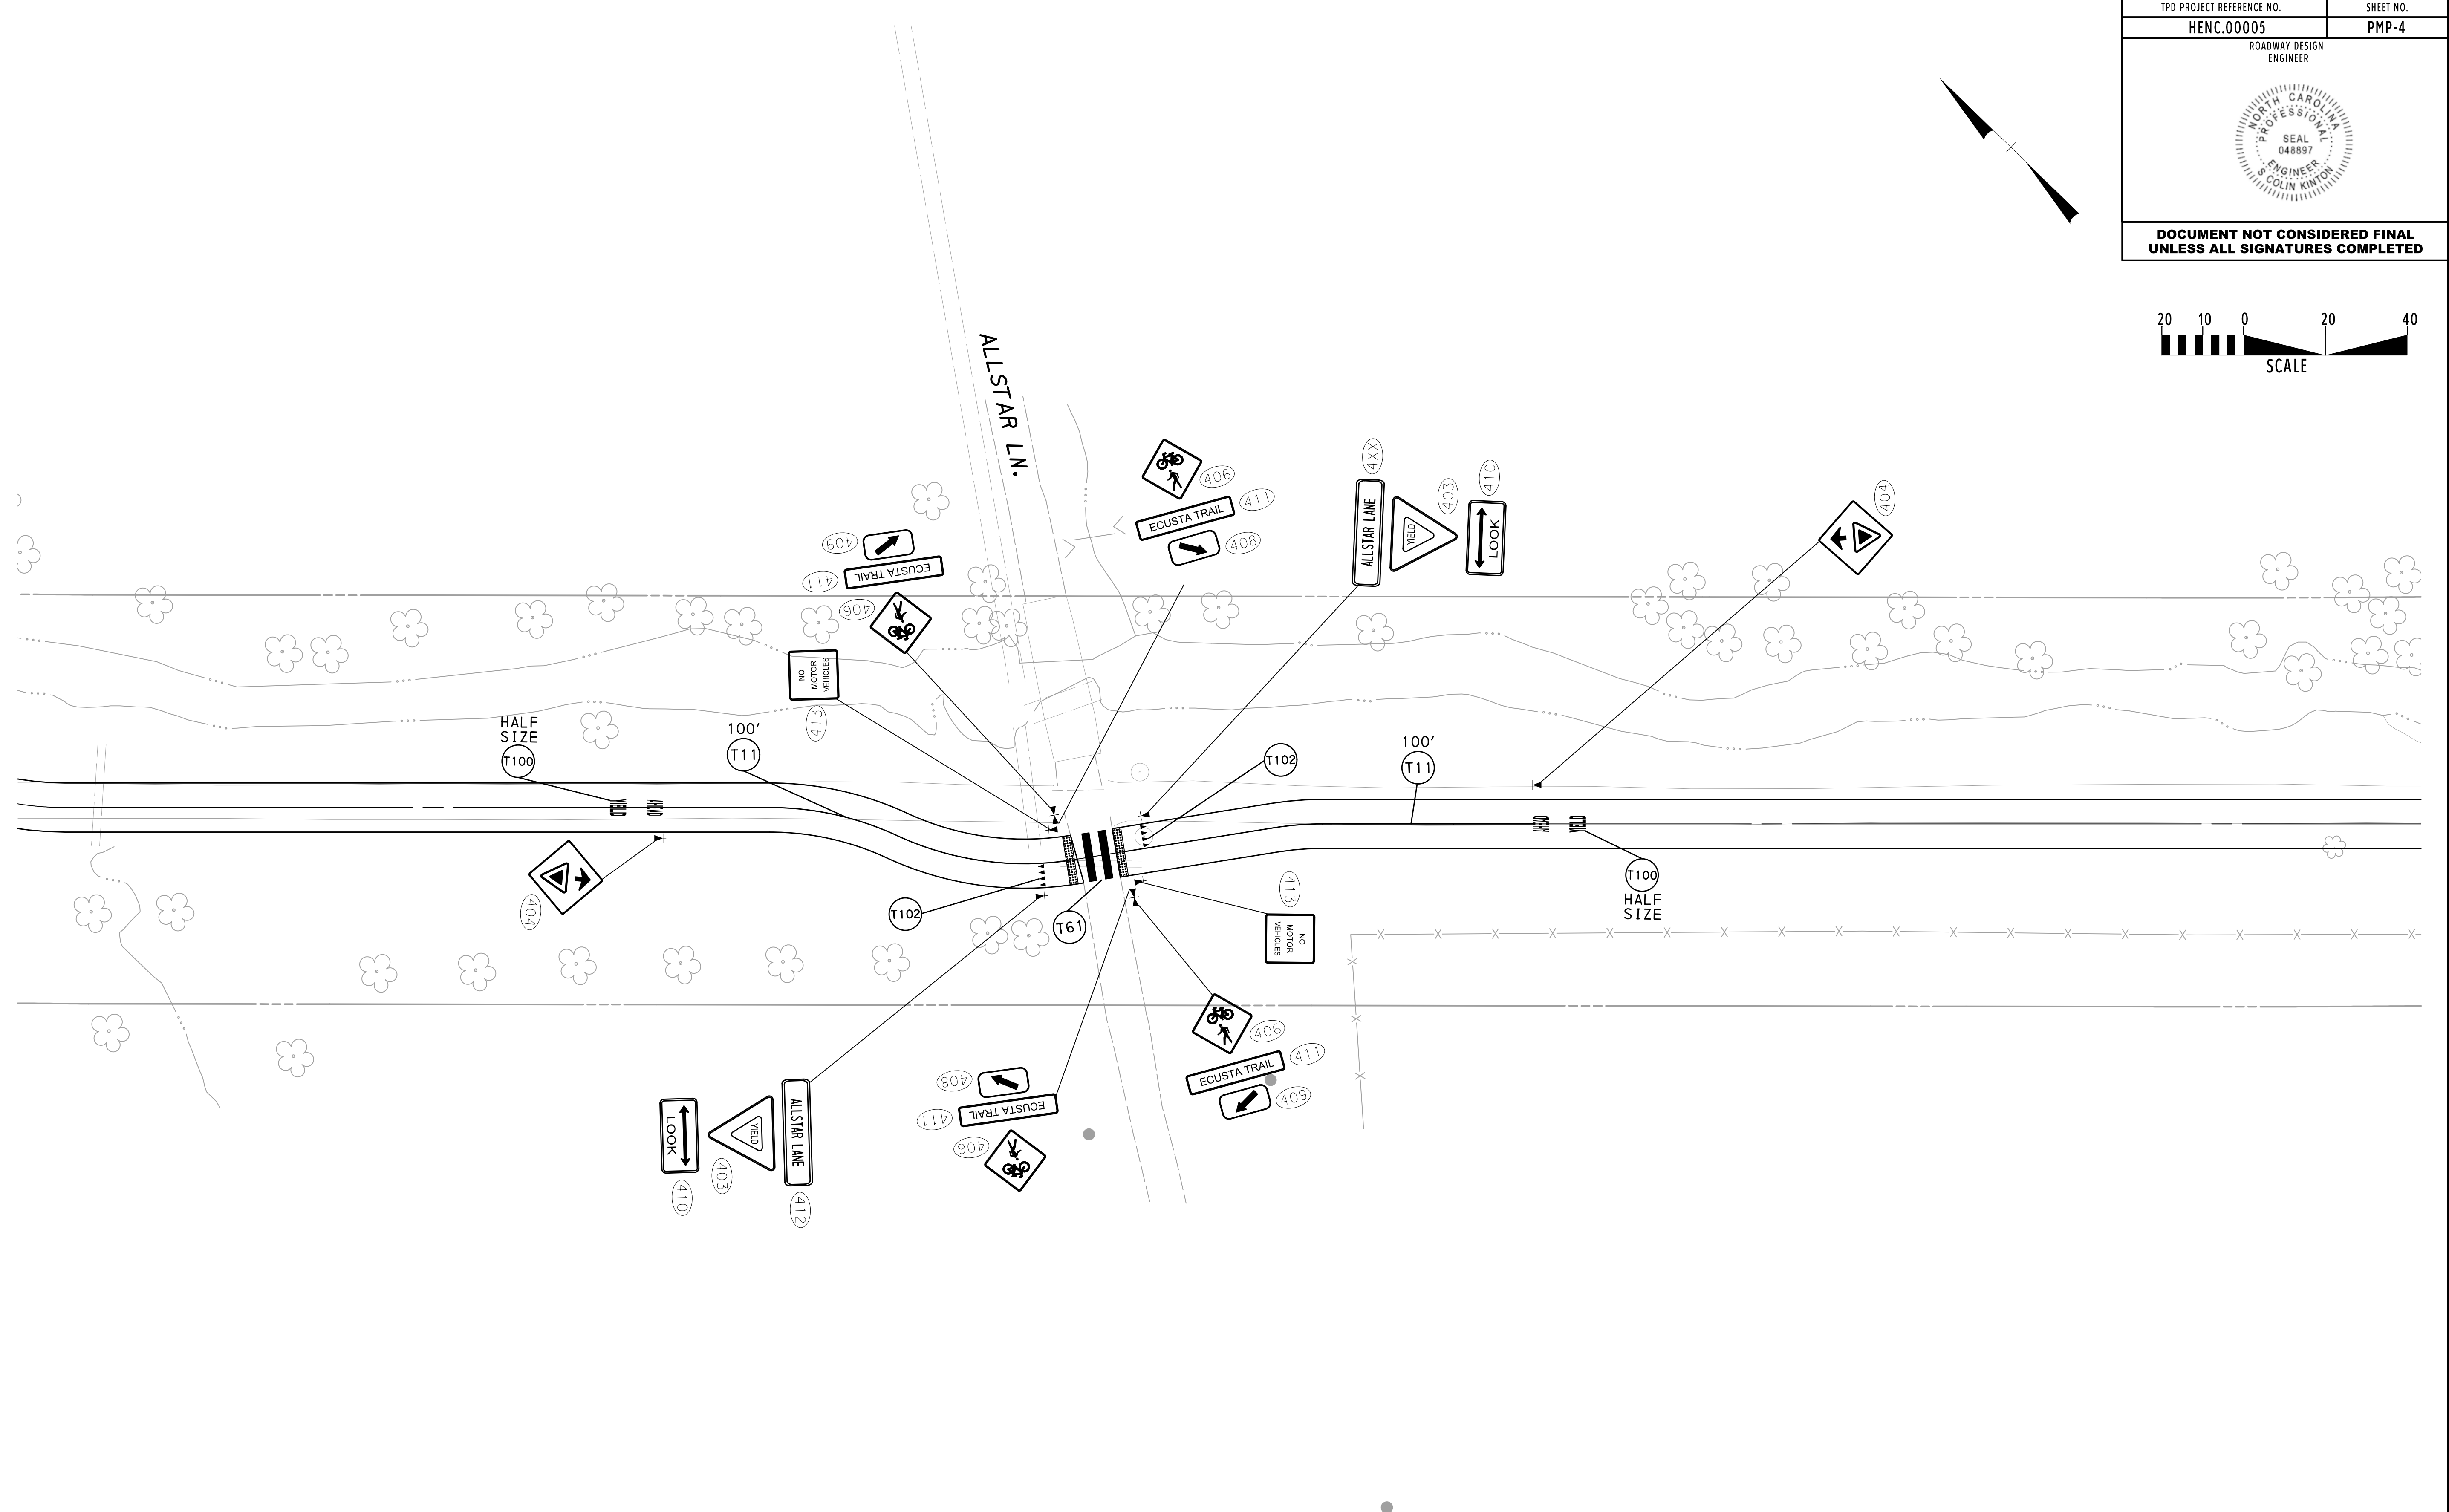 TPD PROJECT REFERENCE NO.
SHEET NO.
HENC.00005
PMP-4
ROADWAY DESIGN
ENGINEER
NORTH CAROLINA
PROFESSIONAL
SEAL
048897
ENGINEER
S COLIN KINTON
DOCUMENT NOT CONSIDERED FINAL
UNLESS ALL SIGNATURES COMPLETED
20 10 0 20 40
SCALE
ALLSTAR LN.
406
ECUSTA TRAIL
411
408
409
ECUSTA TRAIL
411
406
4XX
ALLSTAR LANE
YIELD
403
410
LOOK
404
NO
MOTOR
VEHICLES
413
HALF
SIZE
T100
100'
T11
T102
100'
T11
YIELD
AHEAD
AHEAD
YIELD
T100
HALF
SIZE
404
T102
T61
413
NO
MOTOR
VEHICLES
406
ECUSTA TRAIL
411
409
408
ECUSTA TRAIL
411
406
LOOK
410
YIELD
403
ALLSTAR LANE
412